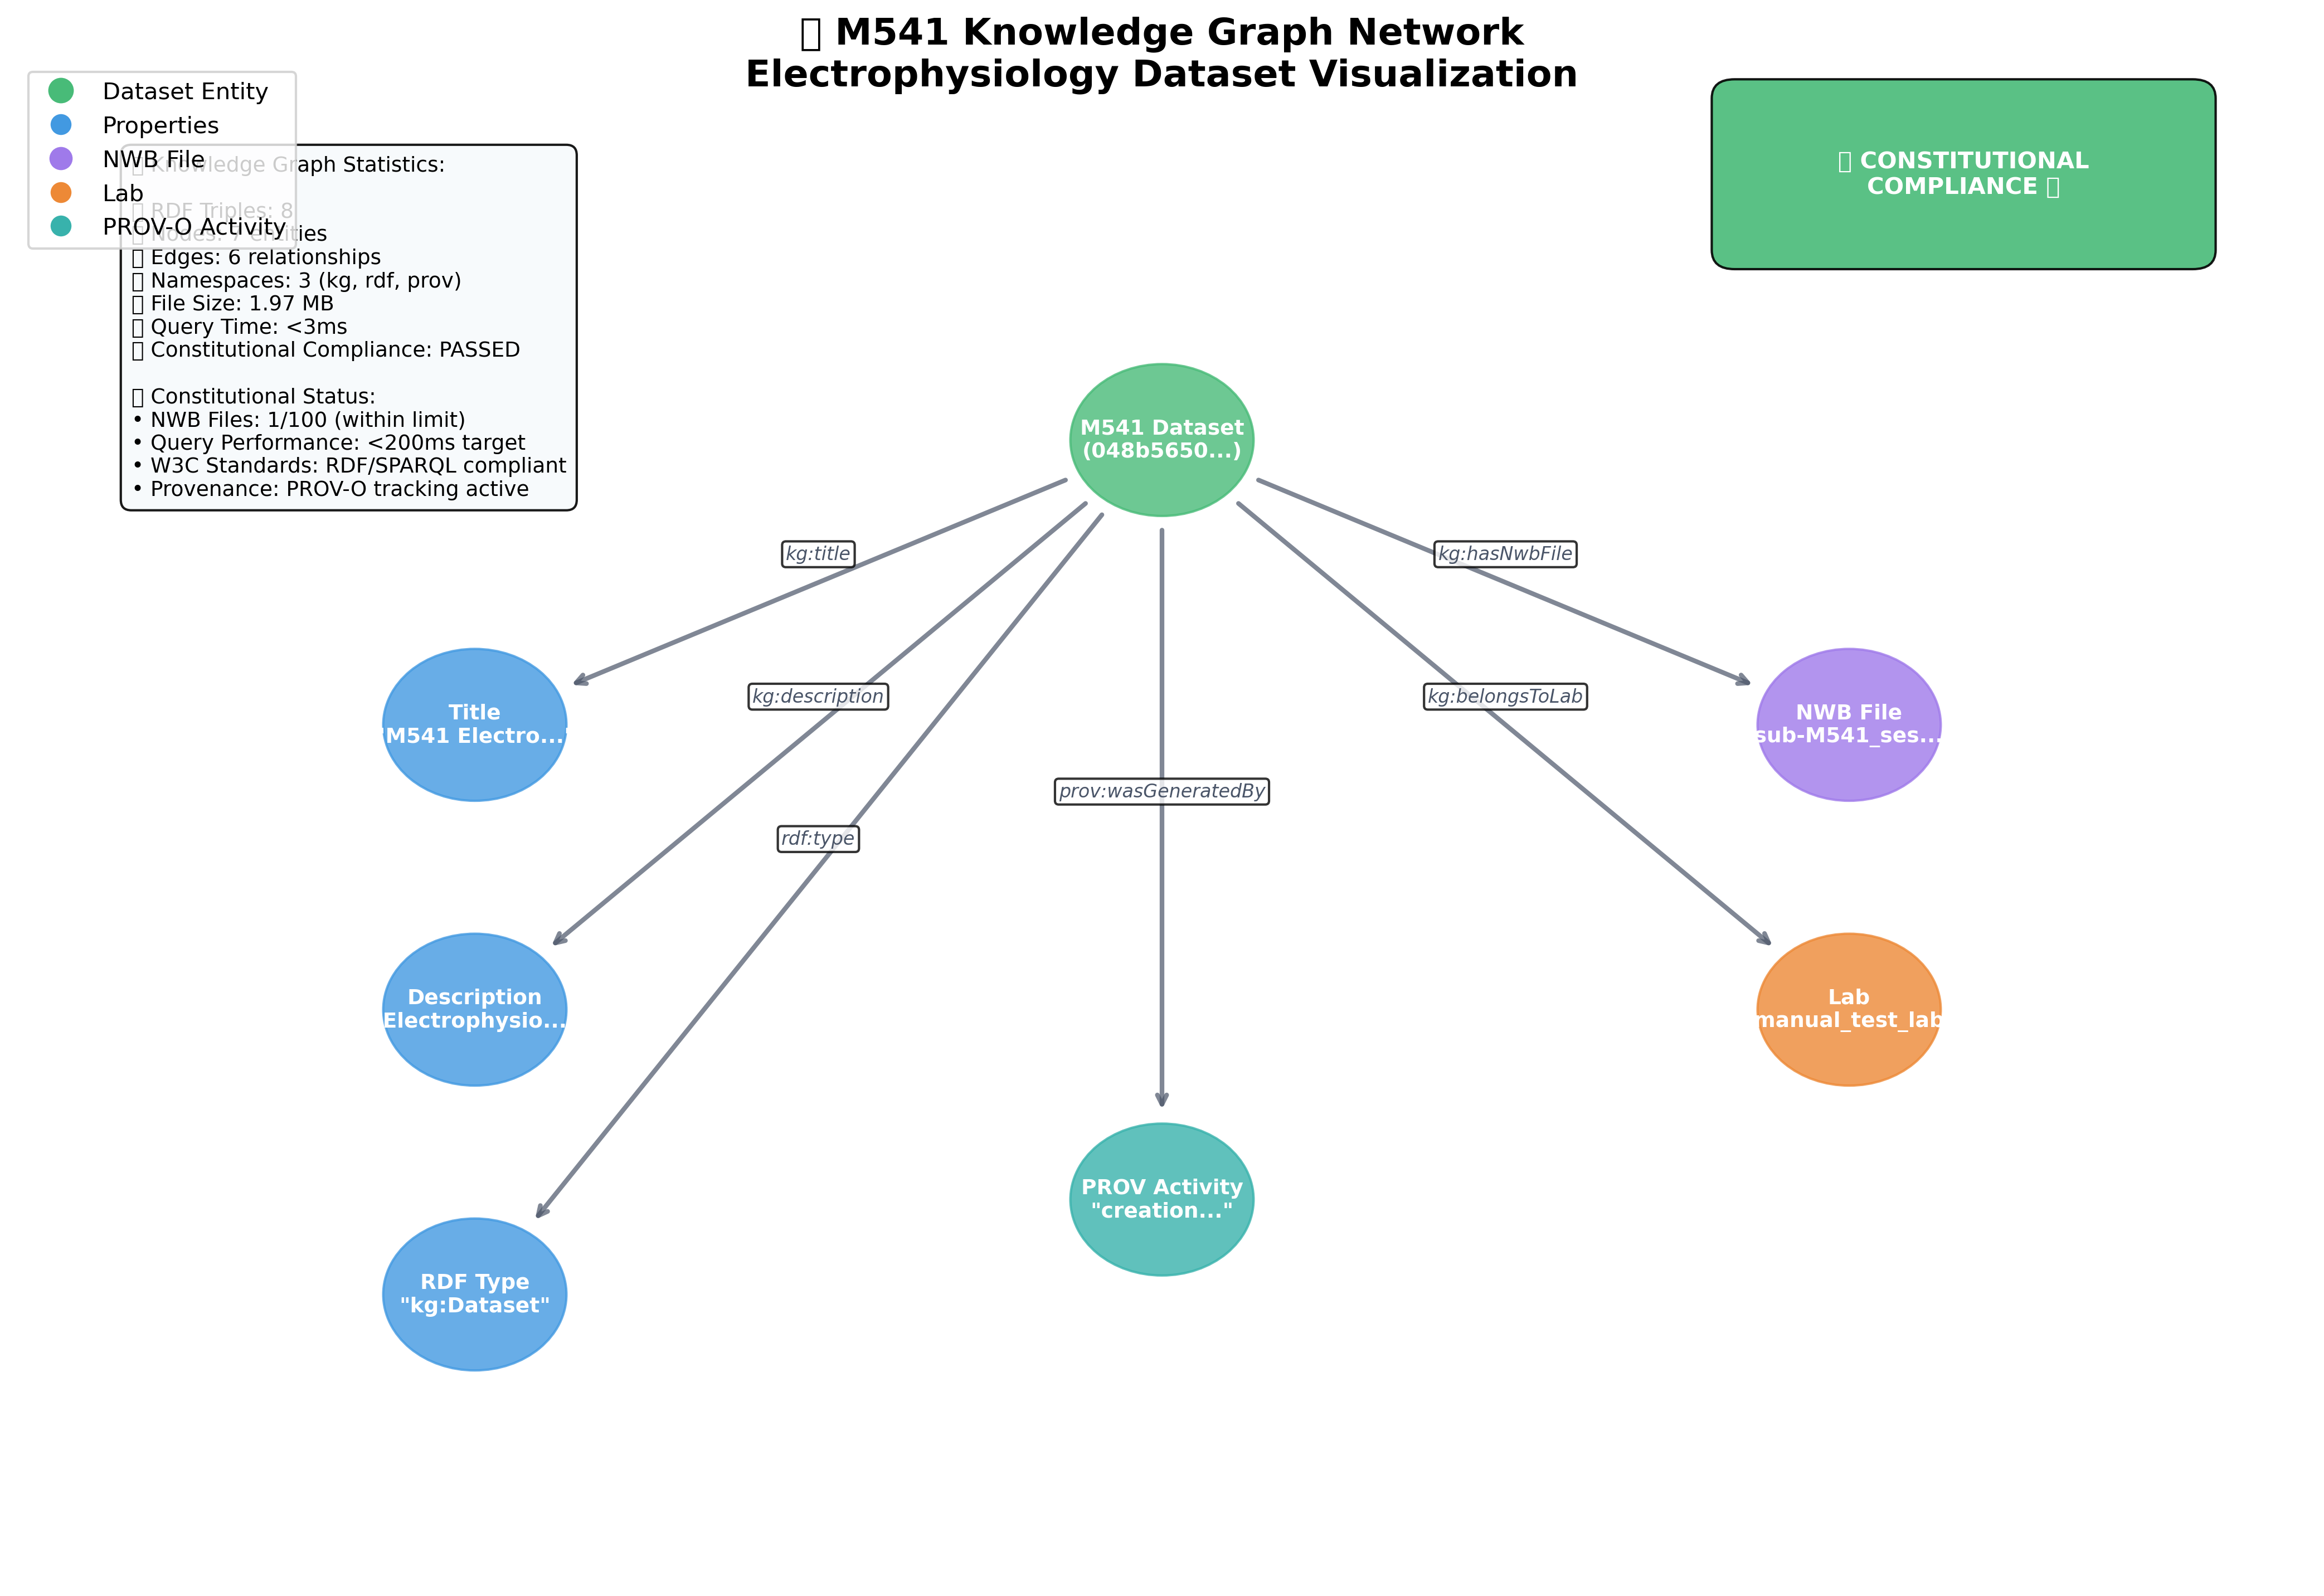 M541 Knowledge Graph Network
Electrophysiology Dataset Visualization
Dataset Entity
Properties
NWB File
Lab
PROV-O Activity
Knowledge Graph Statistics:
RDF Triples: 8
Nodes: 7 entities
Edges: 6 relationships
Namespaces: 3 (kg, rdf, prov)
File Size: 1.97 MB
Query Time: <3ms
Constitutional Compliance: PASSED
Constitutional Status:
• NWB Files: 1/100 (within limit)
• Query Performance: <200ms target
• W3C Standards: RDF/SPARQL compliant
• Provenance: PROV-O tracking active
CONSTITUTIONAL
COMPLIANCE
M541 Dataset
(048b5650...)
kg:title
kg:hasNwbFile
kg:description
kg:belongsToLab
prov:wasGeneratedBy
rdf:type
Title
"M541 Electro..."
NWB File
sub-M541_ses...
Description
Electrophysio...
Lab
manual_test_lab
PROV Activity
"creation..."
RDF Type
"kg:Dataset"